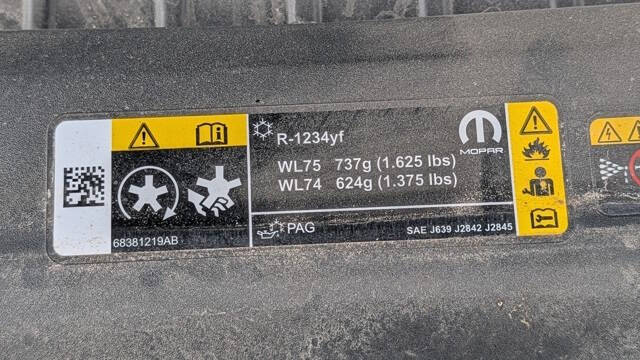 R-1234yf
MOPAR
WL75 737g (1.625 lbs)
WL74 624g (1.375 lbs)
PAG
SAE J639 J2842 J2845
68381219AB